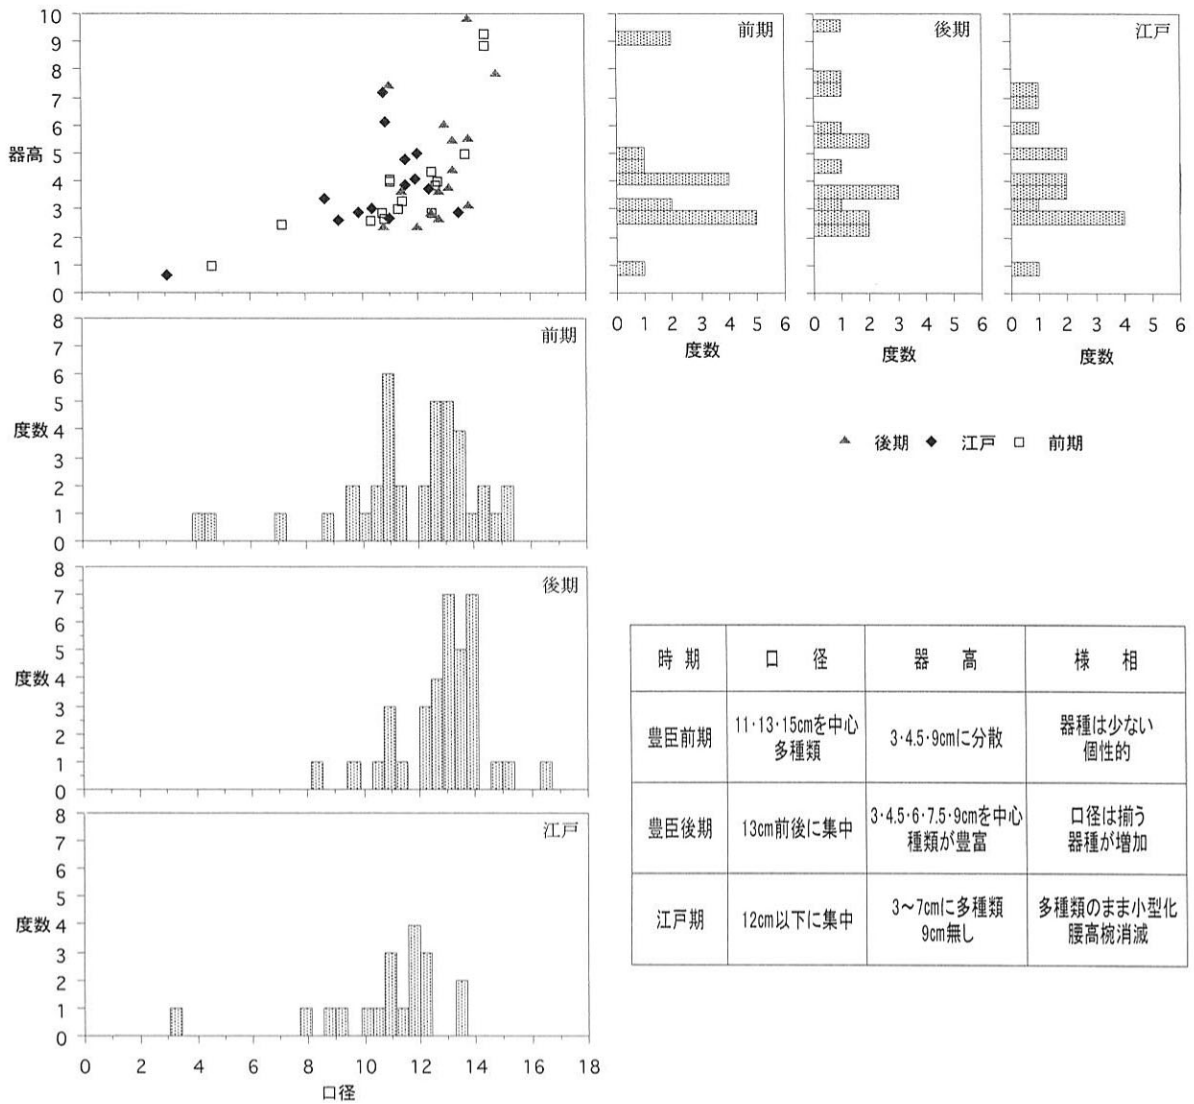 10
9
8
7
6
5
4
3
2
1
0
器高
前期
0 1 2 3 4 5 6
度数
後期
0 1 2 3 4 5 6
度数
江戸
0 1 2 3 4 5 6
度数
後期 江戸 前期
前期
8
7
6
5
4
3
2
1
0
度数
後期
8
7
6
5
4
3
2
1
0
度数
江戸
8
7
6
5
4
3
2
1
0
度数
0 2 4 6 8 10 12 14 16 18
口径
時期 口径 器高 様相
豊臣前期
11・13・15cmを中心
多種類
3・4.5・9cmに分散
器種は少ない
個性的
豊臣後期
13cm前後に集中
3・4.5・6・7.5・9cmを中心
種類が豊富
口径は揃う
器種が増加
江戸期
12cm以下に集中
3～7cmに多種類
9cm無し
多種類のまま小型化
腰高椀消滅